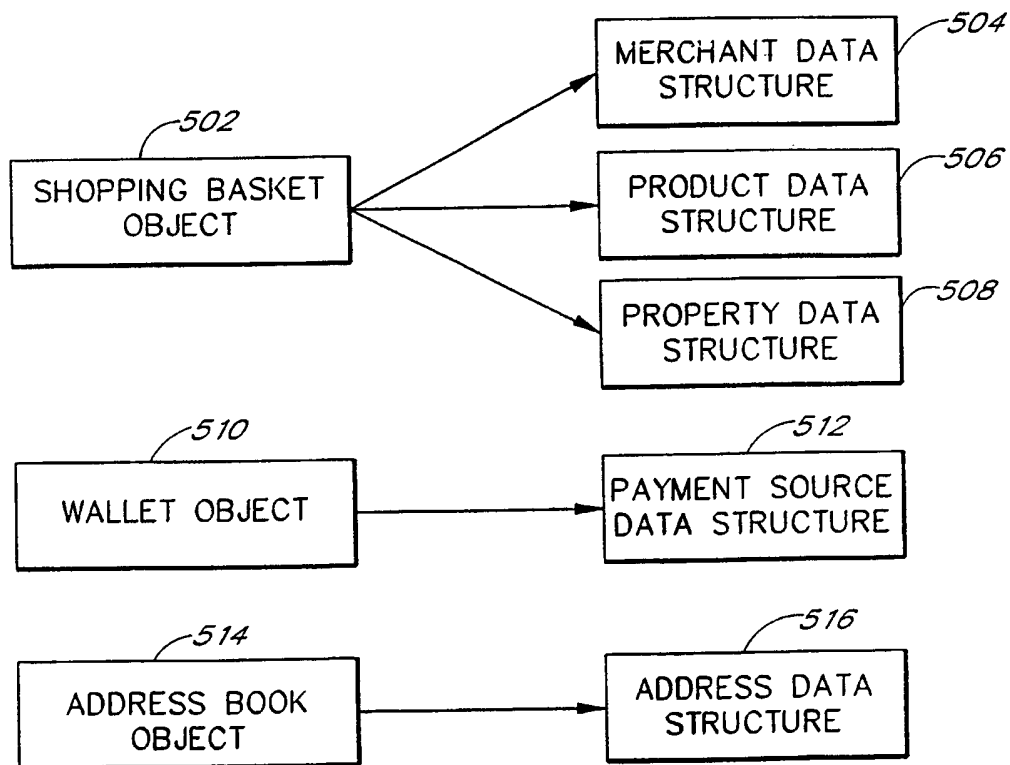 504
MERCHANT DATA
STRUCTURE
502
SHOPPING BASKET
OBJECT
506
PRODUCT DATA
STRUCTURE
508
PROPERTY DATA
STRUCTURE
510
WALLET OBJECT
512
PAYMENT SOURCE
DATA STRUCTURE
514
ADDRESS BOOK
OBJECT
516
ADDRESS DATA
STRUCTURE